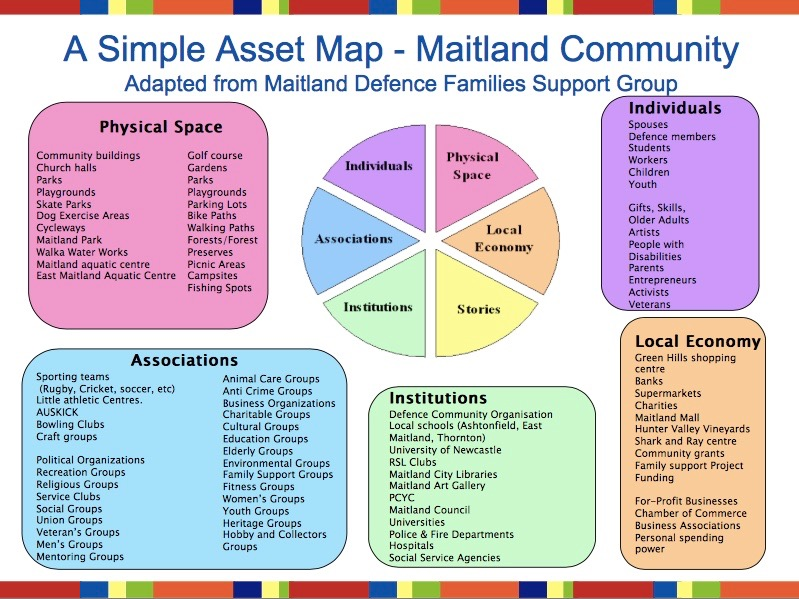 A Simple Asset Map - Maitland Community
Adapted from Maitland Defence Families Support Group
Physical Space
Community buildings
Church halls
Parks
Playgrounds
Skate Parks
Dog Exercise Areas
Cycleways
Maitland Park
Walka Water Works
Maitland aquatic centre
East Maitland Aquatic Centre
Golf course
Gardens
Parks
Playgrounds
Parking Lots
Bike Paths
Walking Paths
Forests/Forest
Preserves
Picnic Areas
Campsites
Fishing Spots
Individuals
Physical
Space
Associations
Local
Economy
Institutions
Stories
Individuals
Spouses
Defence members
Students
Workers
Children
Youth
Gifts, Skills,
Older Adults
Artists
People with
Disabilities
Parents
Entrepreneurs
Activists
Veterans
Associations
Sporting teams
(Rugby, Cricket, soccer, etc)
Little athletic Centres.
AUSKICK
Bowling Clubs
Craft groups
Political Organizations
Recreation Groups
Religious Groups
Service Clubs
Social Groups
Union Groups
Veteran's Groups
Men's Groups
Mentoring Groups
Animal Care Groups
Anti Crime Groups
Business Organizations
Charitable Groups
Cultural Groups
Education Groups
Elderly Groups
Environmental Groups
Family Support Groups
Fitness Groups
Women's Groups
Youth Groups
Heritage Groups
Hobby and Collectors
Groups
Institutions
Defence Community Organisation
Local schools (Ashtonfield, East
Maitland, Thornton)
University of Newcastle
RSL Clubs
Maitland City Libraries
Maitland Art Gallery
PCYC
Maitland Council
Universities
Police & Fire Departments
Hospitals
Social Service Agencies
Local Economy
Green Hills shopping
centre
Banks
Supermarkets
Charities
Maitland Mall
Hunter Valley Vineyards
Shark and Ray centre
Community grants
Family support Project
Funding
For-Profit Businesses
Chamber of Commerce
Business Associations
Personal spending
power